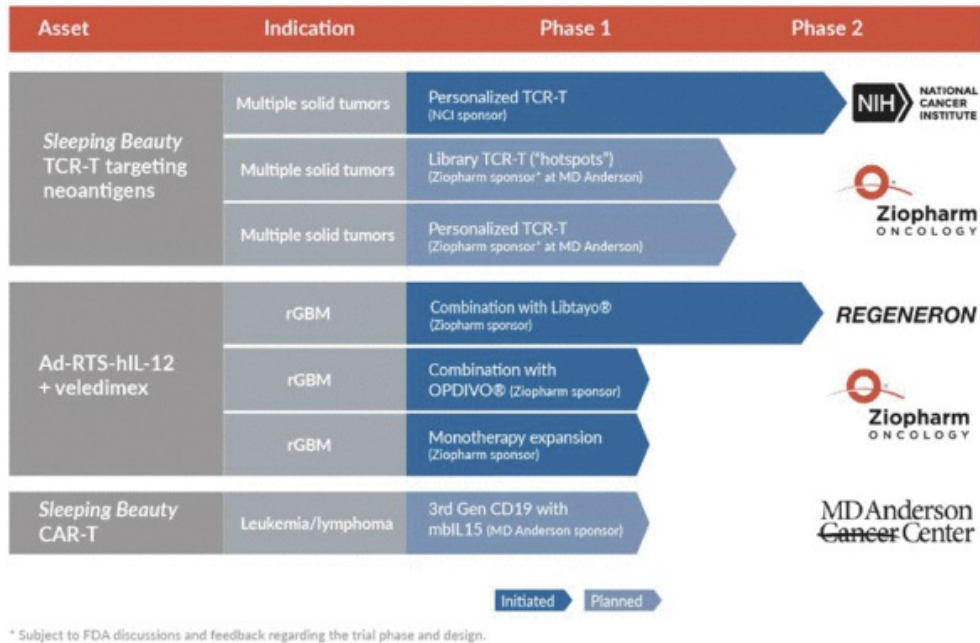 Asset Indication Phase 1 Phase 2
Sleeping Beauty
TCR-T targeting
neoantigens
Multiple solid tumors
Personalized TCR-T
(NCI sponsor)
NIH
NATIONAL
CANCER
INSTITUTE
Multiple solid tumors
Library TCR-T ("hotspots")
(Ziopharm sponsor* at MD Anderson)
Multiple solid tumors
Personalized TCR-T
(Ziopharm sponsor* at MD Anderson)
Ziopharm
ONCOLOGY
Ad-RTS-hIL-12
+ veledimex
rGBM
Combination with Libtayo®
(Ziopharm sponsor)
REGENERON
rGBM
Combination with
OPDIVO® (Ziopharm sponsor)
rGBM
Monotherapy expansion
(Ziopharm sponsor)
Ziopharm
ONCOLOGY
Sleeping Beauty
CAR-T
Leukemia/lymphoma
3rd Gen CD19 with
mbIL15 (MD Anderson sponsor)
MD Anderson
Cancer Center
Initiated Planned
* Subject to FDA discussions and feedback regarding the trial phase and design.